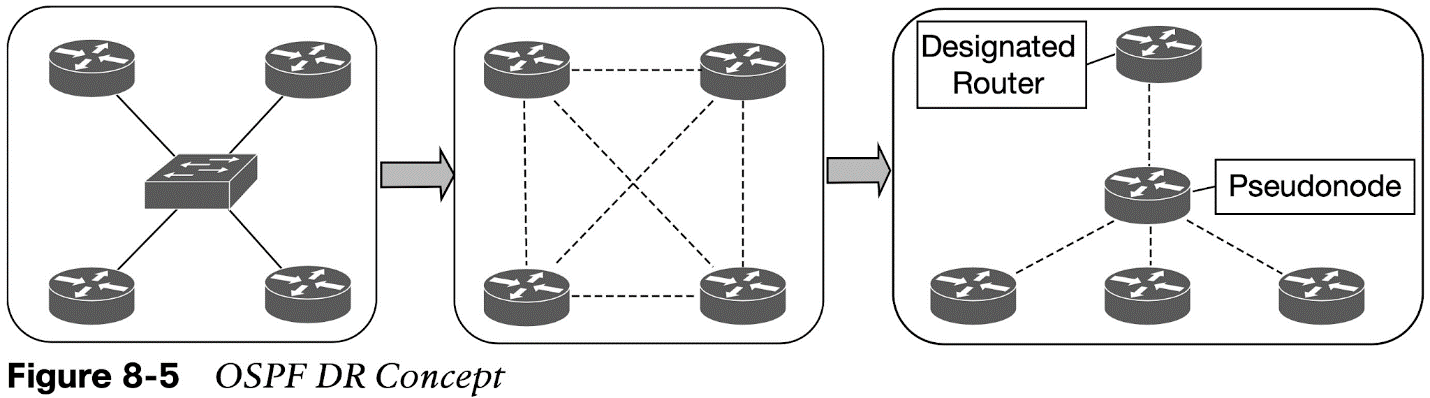 Designated
Router
Pseudonode
Figure 8-5 OSPF DR Concept